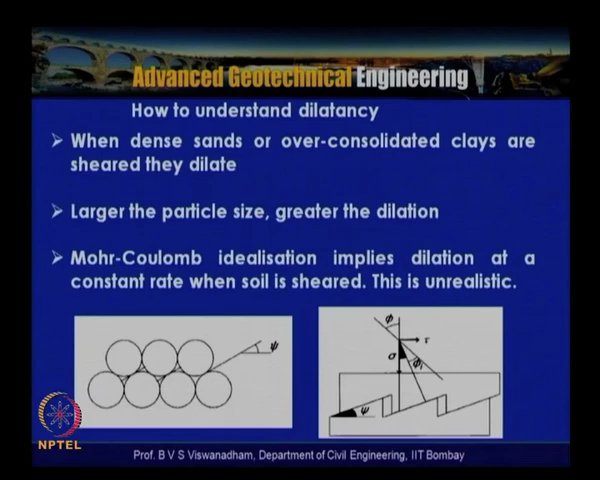 Advanced Geotechnical Engineering
How to understand dilatancy
➢ When dense sands or over-consolidated clays are
sheared they dilate
➢ Larger the particle size, greater the dilation
➢ Mohr-Coulomb idealisation implies dilation at a
constant rate when soil is sheared. This is unrealistic.
ψ
ϕ
τ
σ
ϕᵢ
ψ
NPTEL
Prof. B V S Viswanadham, Department of Civil Engineering, IIT Bombay